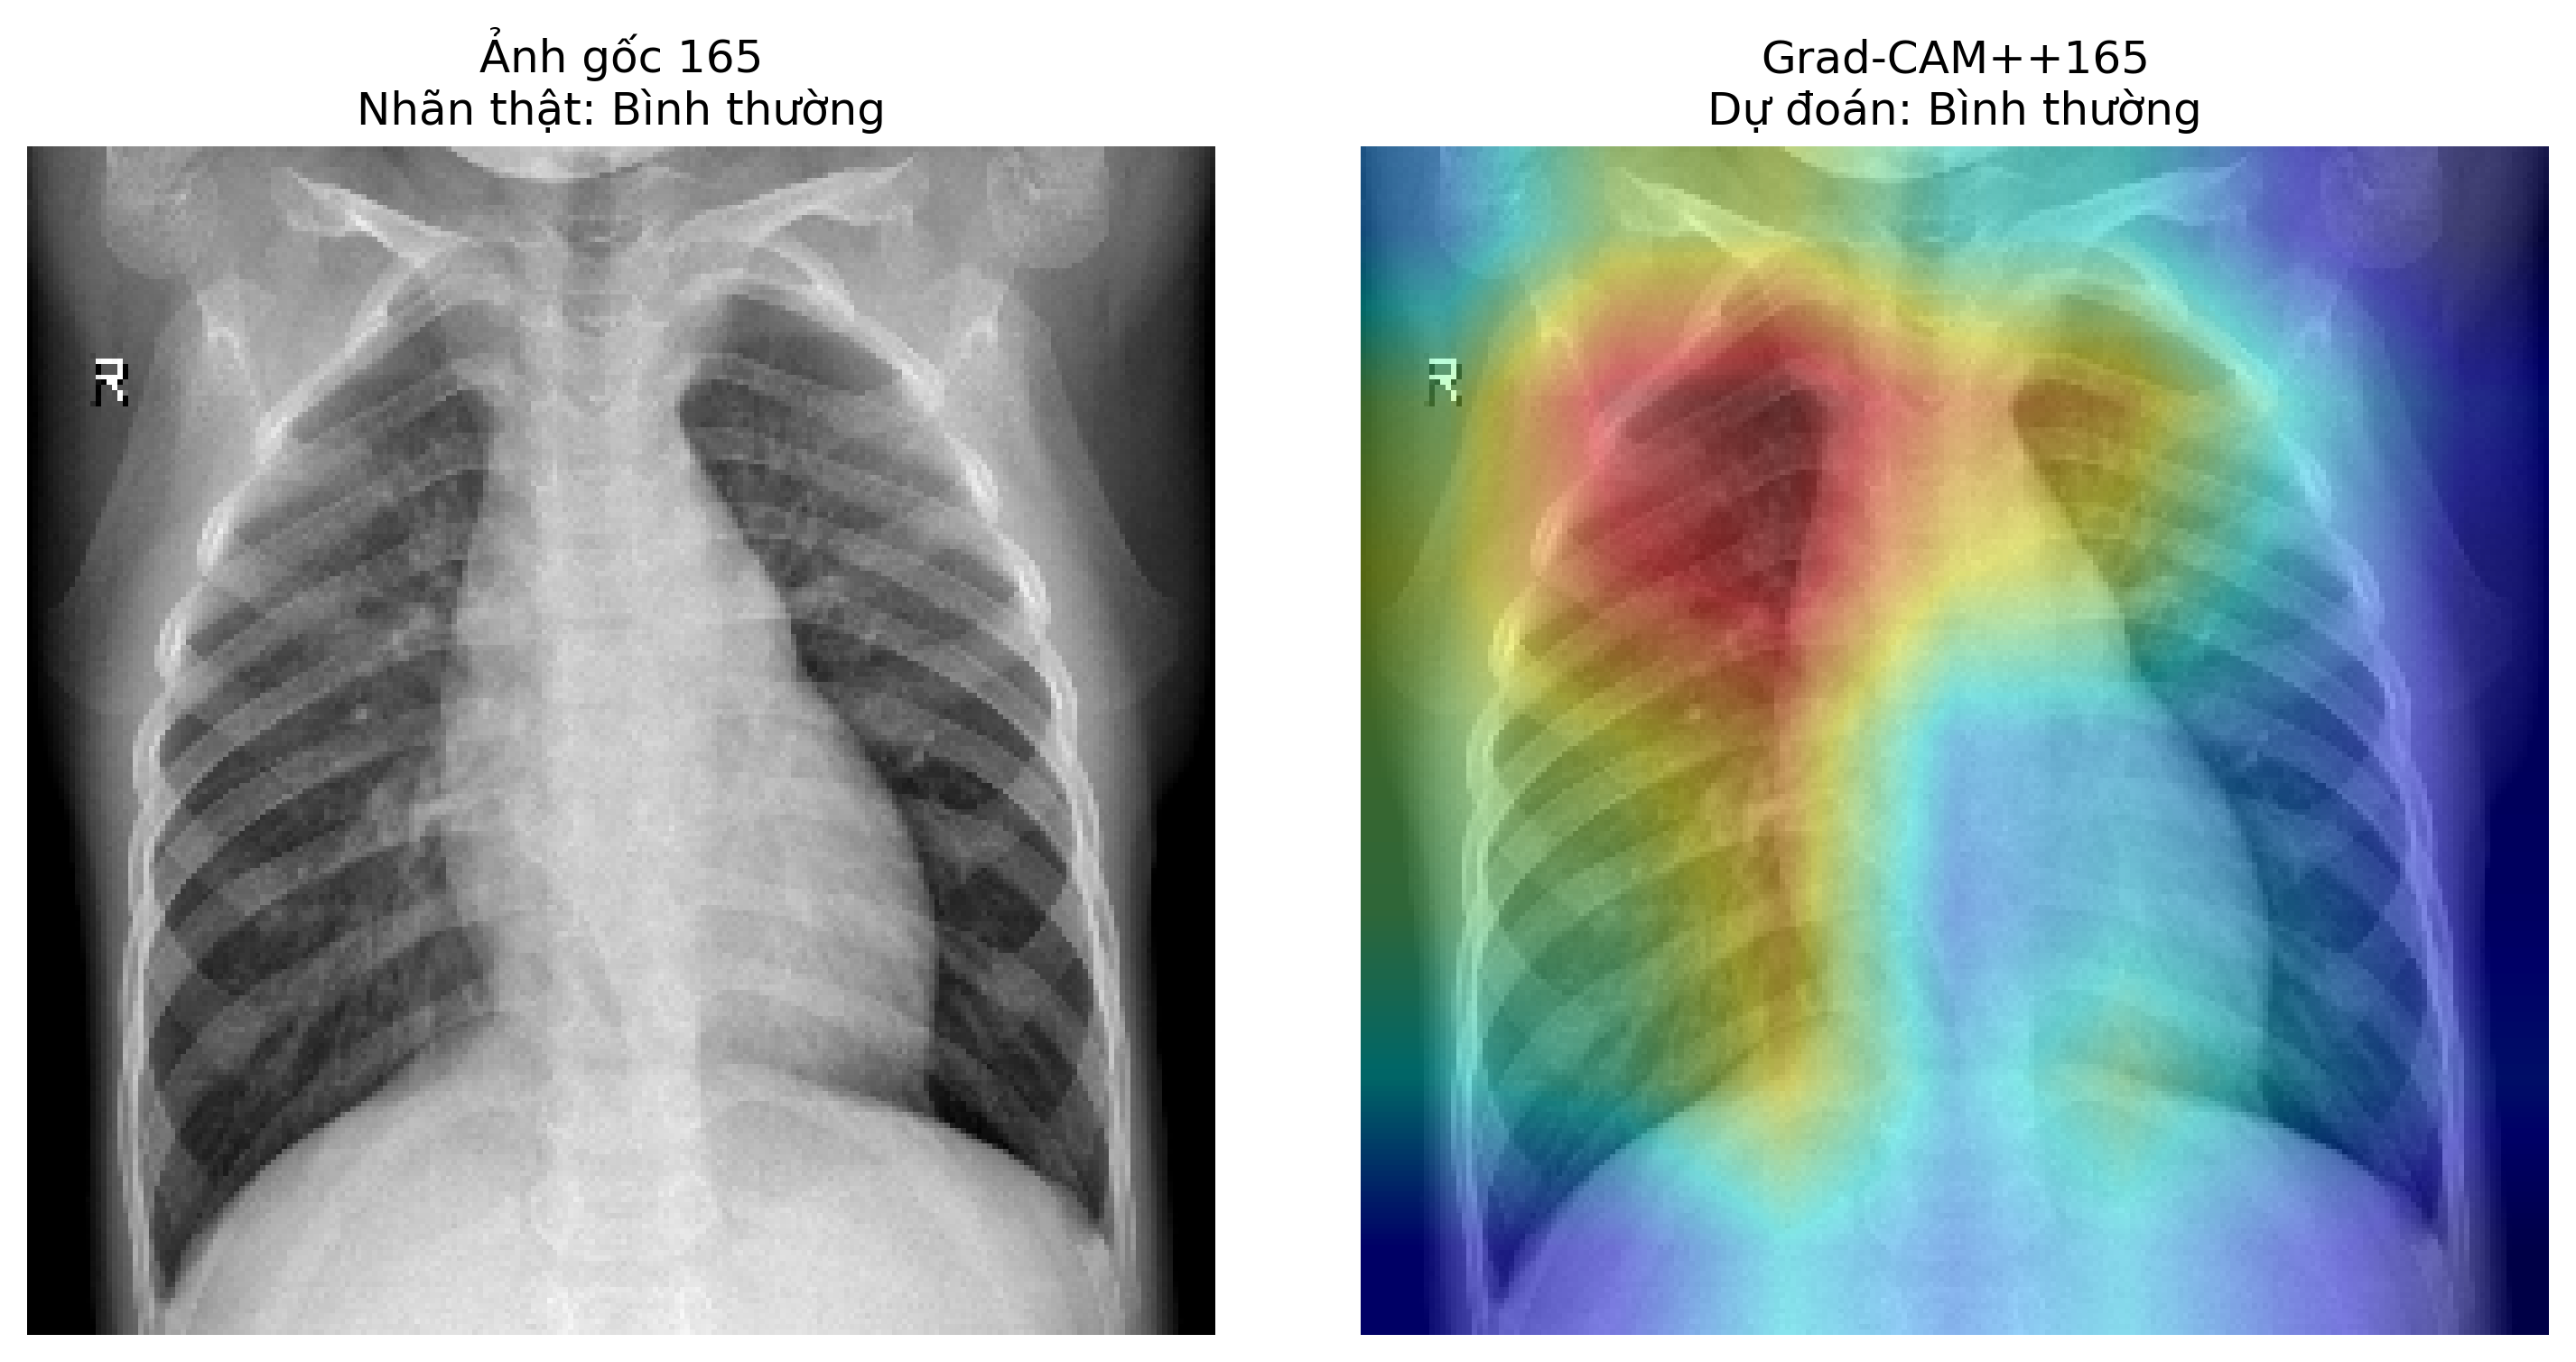 Ảnh gốc 165
Nhãn thật: Bình thường
Grad-CAM++165
Dự đoán: Bình thường
R
R